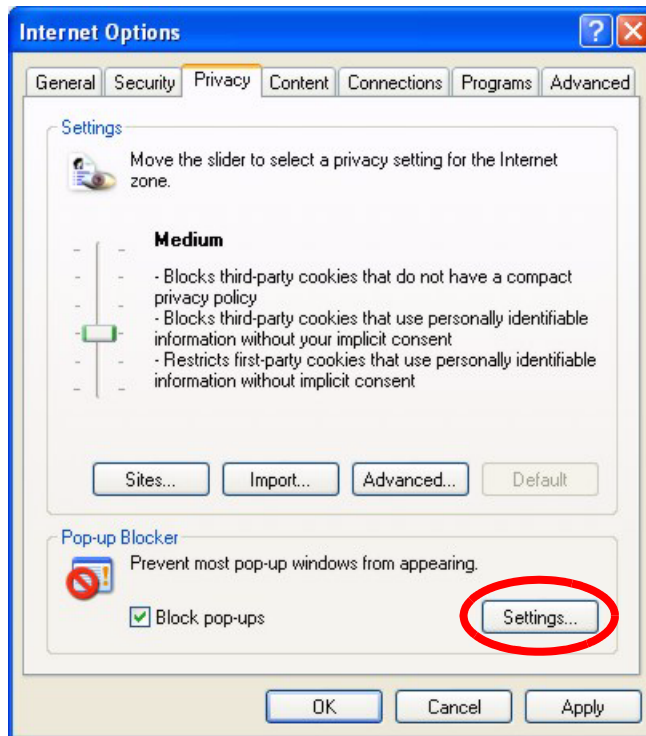 Internet Options
General Security Privacy Content Connections Programs Advanced
Settings
Move the slider to select a privacy setting for the Internet
zone.
Medium
- Blocks third-party cookies that do not have a compact
privacy policy
- Blocks third-party cookies that use personally identifiable
information without your implicit consent
- Restricts first-party cookies that use personally identifiable
information without implicit consent
Sites... Import... Advanced... Default
Pop-up Blocker
Prevent most pop-up windows from appearing.
Block pop-ups Settings...
OK Cancel Apply